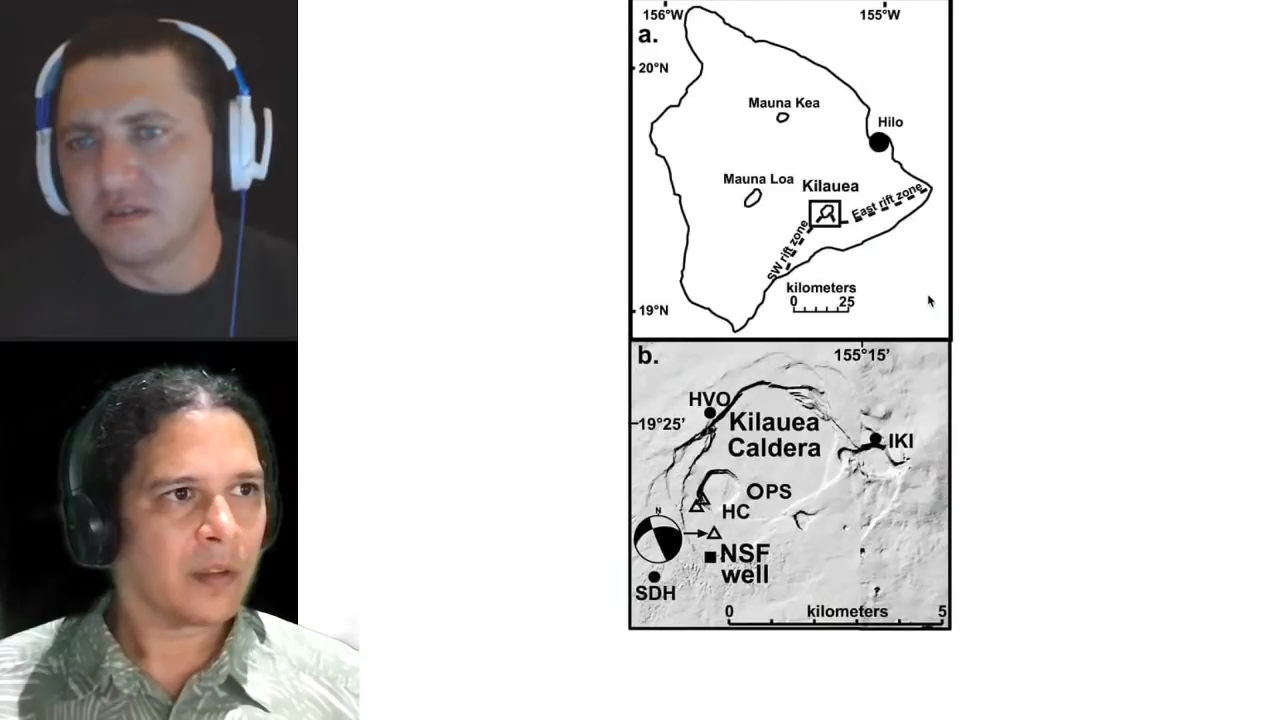 156°W
155°W
a.
20°N
Mauna Kea
Hilo
Mauna Loa
Kilauea
East rift zone
SW rift zone
kilometers
0 25
19°N
b.
155°15’
HVO
19°25’
Kilauea
Caldera
IKI
PS
HC
N
NSF
well
SDH
?
0 kilometers 5